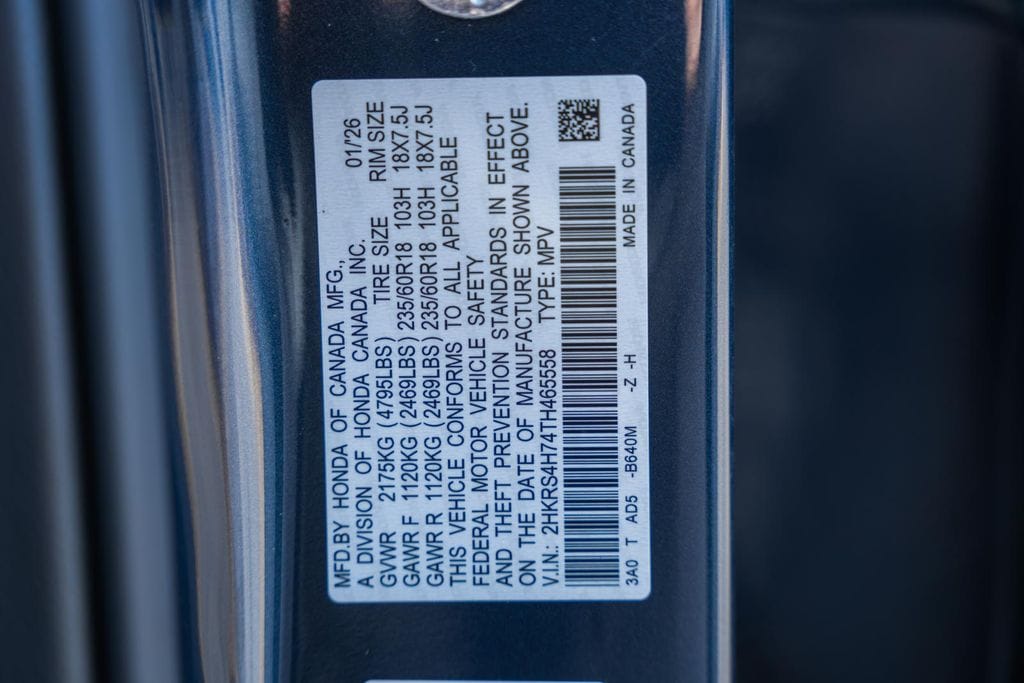 MFD.BY HONDA OF CANADA MFG., 01/'26
A DIVISION OF HONDA CANADA INC.
TIRE SIZE RIM SIZE
GVWR 2175KG (4795LBS)
GAWR F 1120KG (2469LBS) 235/60R18 103H 18X7.5J
GAWR R 1120KG (2469LBS) 235/60R18 103H 18X7.5J
THIS VEHICLE CONFORMS TO ALL APPLICABLE
FEDERAL MOTOR VEHICLE SAFETY
AND THEFT PREVENTION STANDARDS IN EFFECT
ON THE DATE OF MANUFACTURE SHOWN ABOVE.
V.I.N.: 2HKRS4H74TH465558 TYPE: MPV
3A0 T AD5 -B640M -Z -H MADE IN CANADA